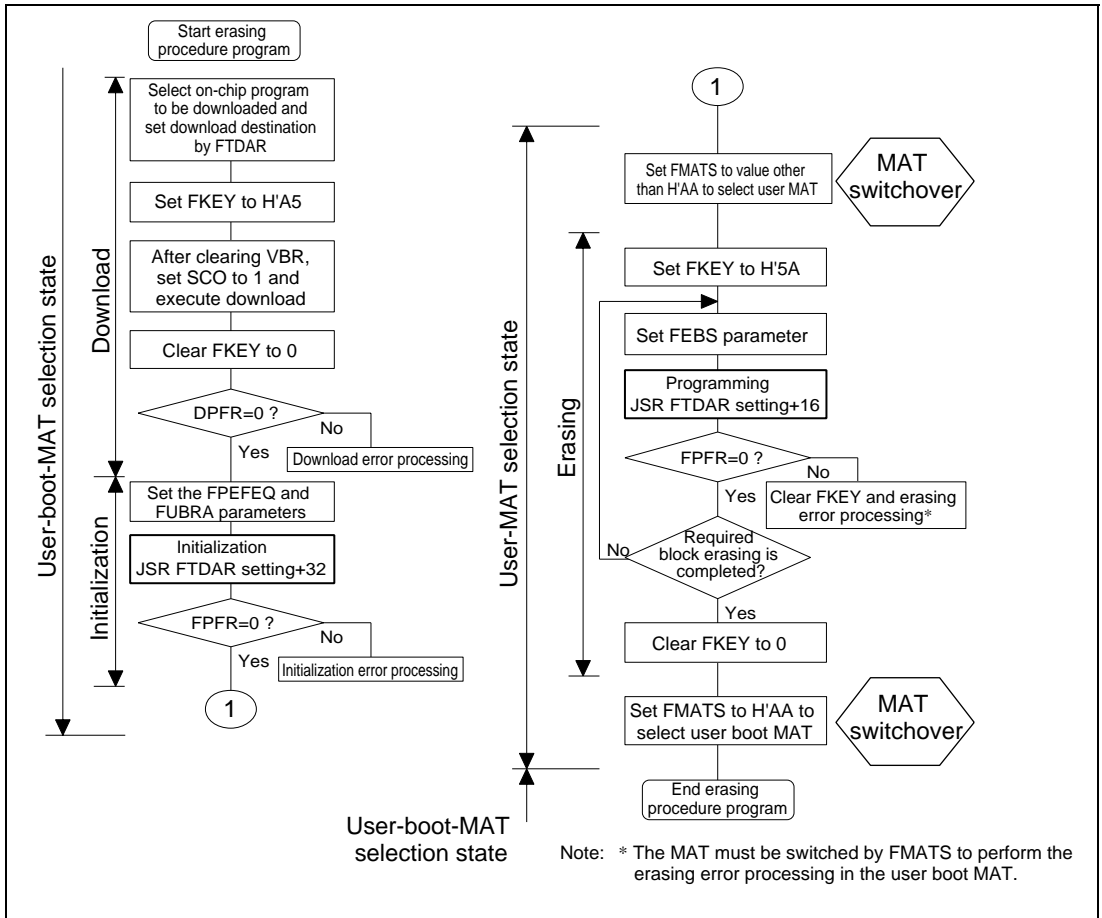 Start erasing
procedure program
Select on-chip program
to be downloaded and
set download destination
by FTDAR
Set FKEY to H'A5
After clearing VBR,
set SCO to 1 and
execute download
Clear FKEY to 0
DPFR=0 ?
No
Yes
Download error processing
Set the FPEFEQ and
FUBRA parameters
Initialization
JSR FTDAR setting+32
FPFR=0 ?
No
Yes
Initialization error processing
1
Download
Initialization
User-boot-MAT selection state
1
Set FMATS to value other
than H'AA to select user MAT
MAT
switchover
Set FKEY to H'5A
Set FEBS parameter
Programming
JSR FTDAR setting+16
FPFR=0 ?
No
Yes
Clear FKEY and erasing
error processing*
Required
block erasing is
completed?
No
Yes
Clear FKEY to 0
Set FMATS to H'AA to
select user boot MAT
MAT
switchover
End erasing
procedure program
Erasing
User-MAT selection state
User-boot-MAT
selection state
Note: * The MAT must be switched by FMATS to perform the
erasing error processing in the user boot MAT.